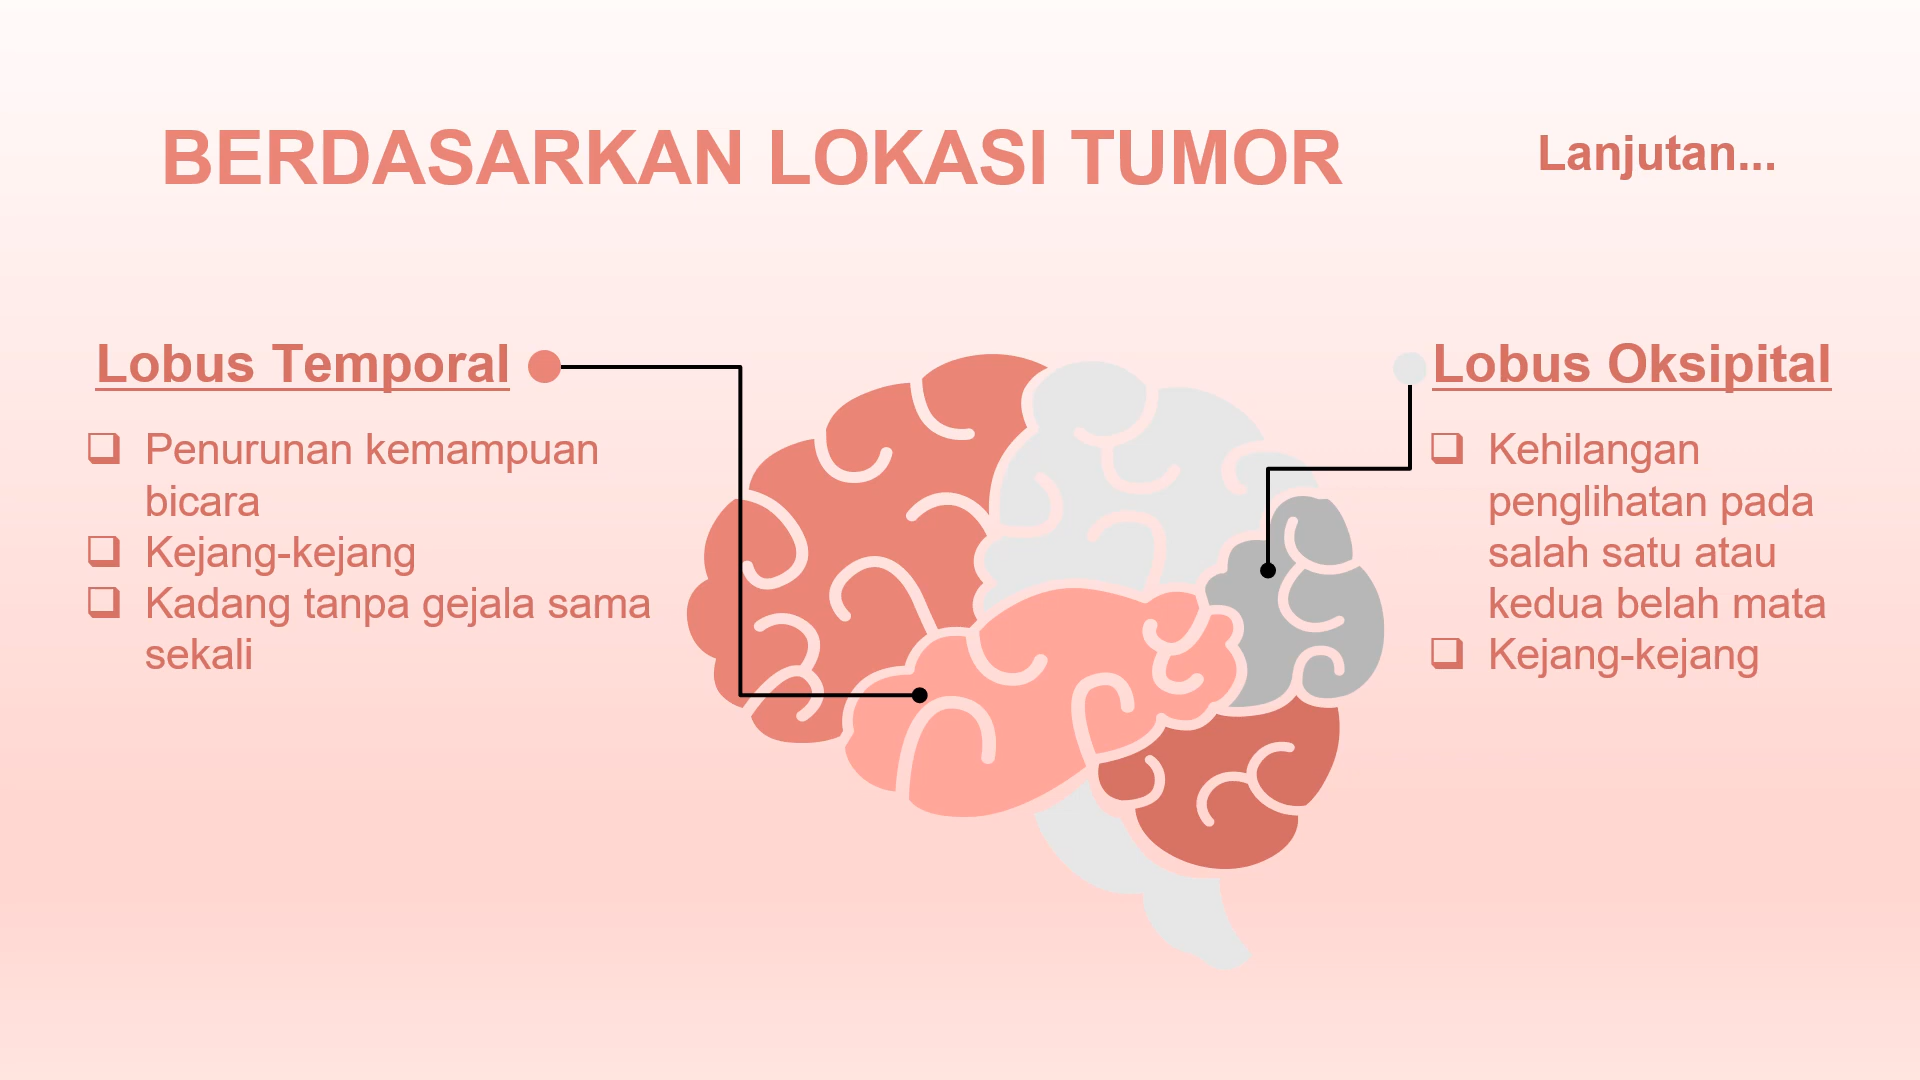 BERDASARKAN LOKASI TUMOR
Lanjutan...
Lobus Temporal
❑ Penurunan kemampuan
bicara
❑ Kejang-kejang
❑ Kadang tanpa gejala sama
sekali
Lobus Oksipital
❑ Kehilangan
penglihatan pada
salah satu atau
kedua belah mata
❑ Kejang-kejang